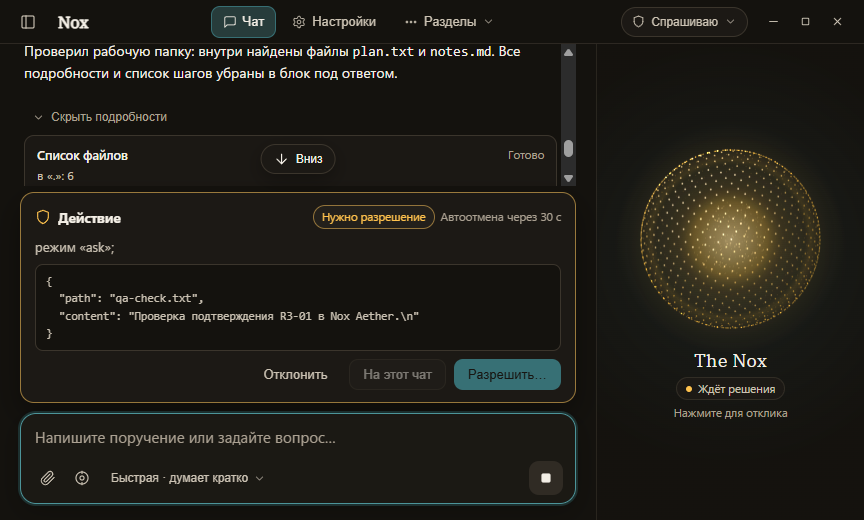 Nox
Чат
Настройки
Разделы
Спрашиваю
Проверил рабочую папку: внутри найдены файлы plan.txt и notes.md. Все
подробности и список шагов убраны в блок под ответом.
Скрыть подробности
Список файлов
Готово
Вниз
в «.»: 6
Действие
Нужно разрешение
Автоотмена через 30 с
режим «ask»;
{
"path": "qa-check.txt",
"content": "Проверка подтверждения R3-01 в Nox Aether.\n"
}
Отклонить
На этот чат
Разрешить…
Напишите поручение или задайте вопрос...
Быстрая · думает кратко
The Nox
Ждёт решения
Нажмите для отклика